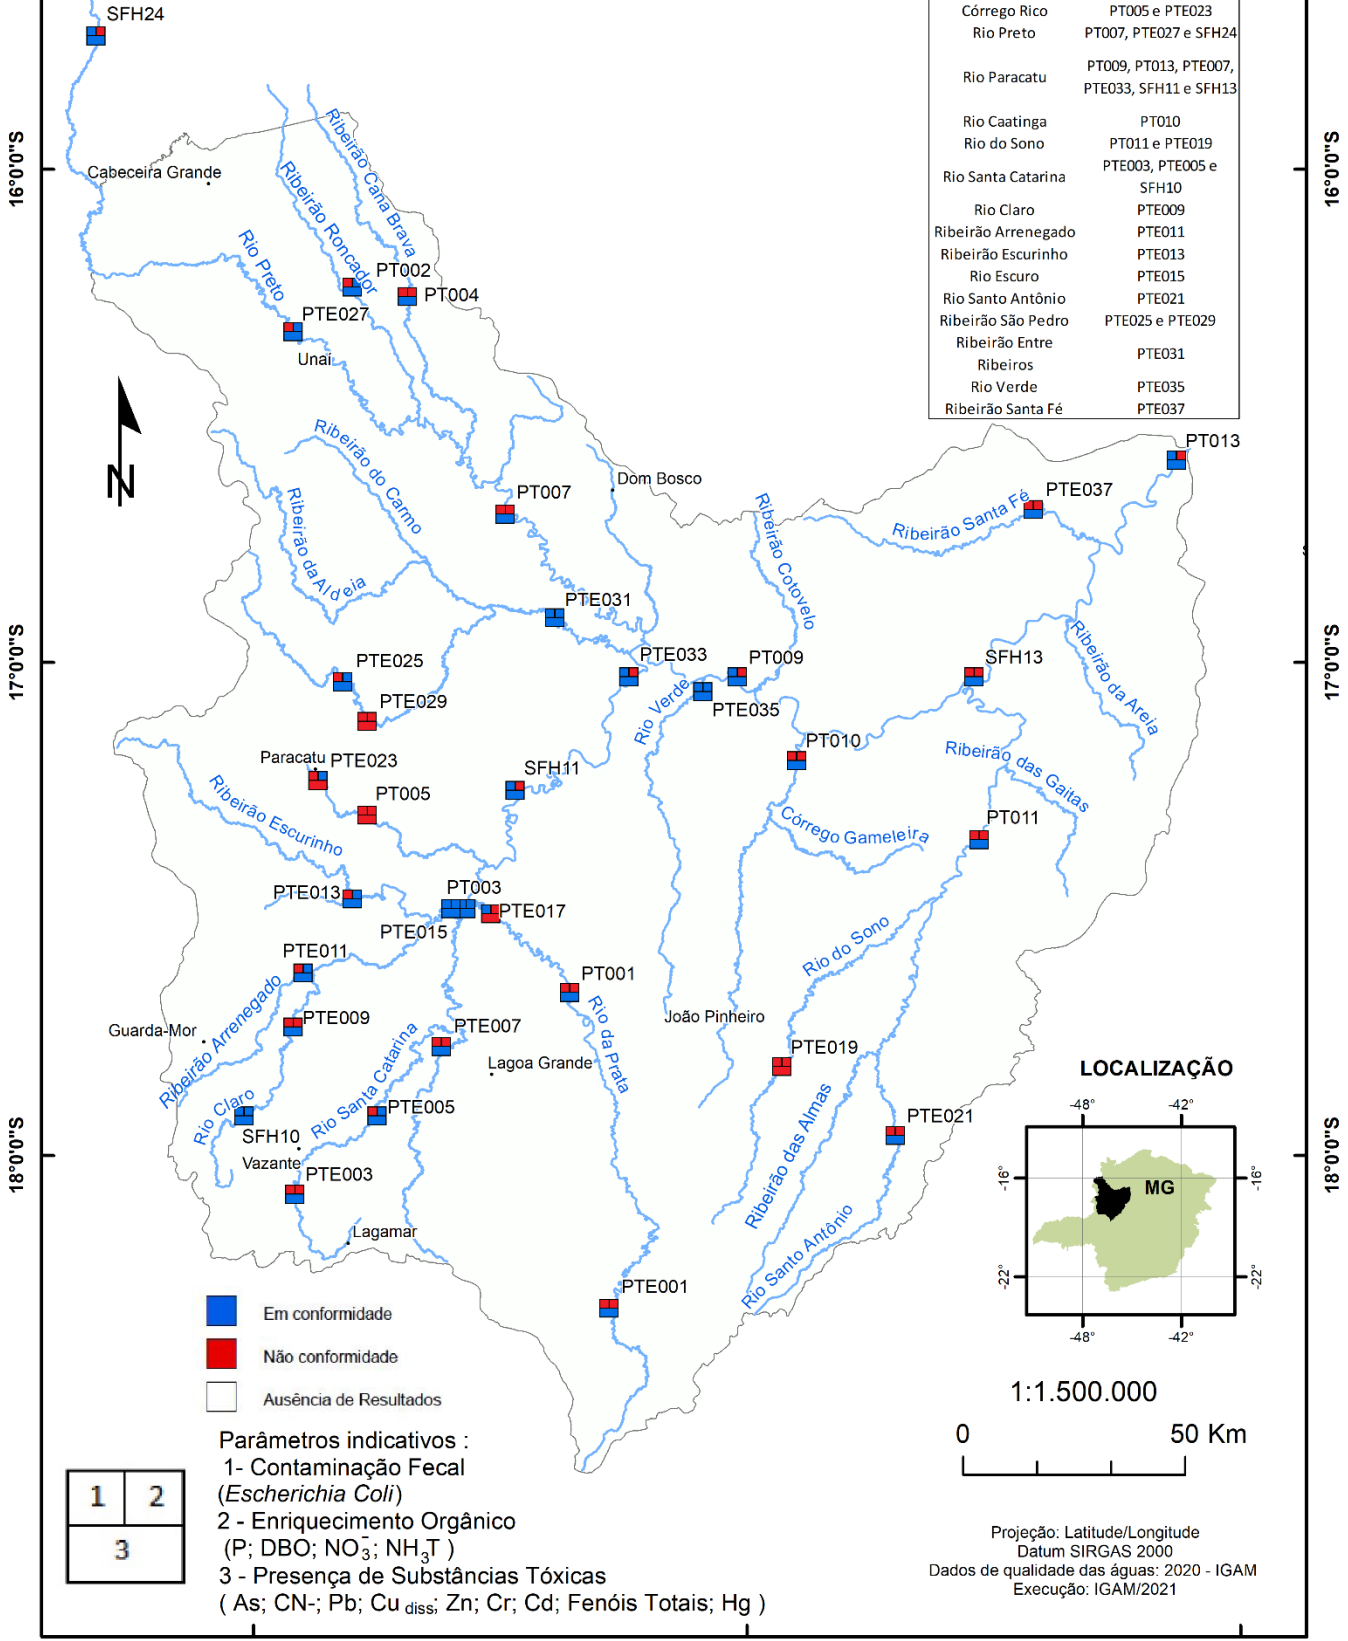 SFH24
Córrego Rico PT005 e PTE023
Rio Preto PT007, PTE027 e SFH24
Rio Paracatu PT009, PT013, PTE007,
PTE033, SFH11 e SFH13
Rio Caatinga PT010
Rio do Sono PT011 e PTE019
Rio Santa Catarina PTE003, PTE005 e
SFH10
Rio Claro PTE009
Ribeirão Arrenegado PTE011
Ribeirão Escurinho PTE013
Rio Escuro PTE015
Rio Santo Antônio PTE021
Ribeirão São Pedro PTE025 e PTE029
Ribeirão Entre
Ribeiros PTE031
Rio Verde PTE035
Ribeirão Santa Fé PTE037
16°0'0"S
16°0'0"S
Cabeceira Grande
Ribeirão Cana Brava
Ribeirão Roncador
Rio Preto
PT002
PT004
PTE027
Unaí
N
Ribeirão do Carmo
Ribeirão da Aldeia
PT007
Dom Bosco
Ribeirão Cotovelo
Ribeirão Santa Fé
PTE037
PT013
PTE031
17°0'0"S
17°0'0"S
PTE025
PTE029
PTE033
PT009
Rio Verde
PTE035
SFH13
Ribeirão da Areia
Paracatu
PTE023
PT005
SFH11
PT010
Ribeirão das Gaitas
Ribeirão Escurinho
Córrego Gameleira
PT011
PTE013
PT003
PTE017
PTE015
PTE011
Rio do Sono
PT001
Rio da Prata
Ribeirão Arrenegado
PTE009
Guarda-Mor
PTE007
Lagoa Grande
João Pinheiro
PTE019
Rio Claro
Rio Santa Catarina
PTE005
SFH10
Vazante
PTE003
Lagamar
Ribeirão das Almas
PTE021
Rio Santo Antônio
PTE001
18°0'0"S
18°0'0"S
LOCALIZAÇÃO
-48° -42°
-16° -16°
MG
-22° -22°
-48° -42°
Em conformidade
Não conformidade
Ausência de Resultados
1:1.500.000
0 50 Km
Parâmetros indicativos :
1- Contaminação Fecal
(Escherichia Coli)
2 - Enriquecimento Orgânico
(P; DBO; NO3-; NH3T )
3 - Presença de Substâncias Tóxicas
( As; CN-; Pb; Cu diss; Zn; Cr; Cd; Fenóis Totais; Hg )
1 2
3
Projeção: Latitude/Longitude
Datum SIRGAS 2000
Dados de qualidade das águas: 2020 - IGAM
Execução: IGAM/2021